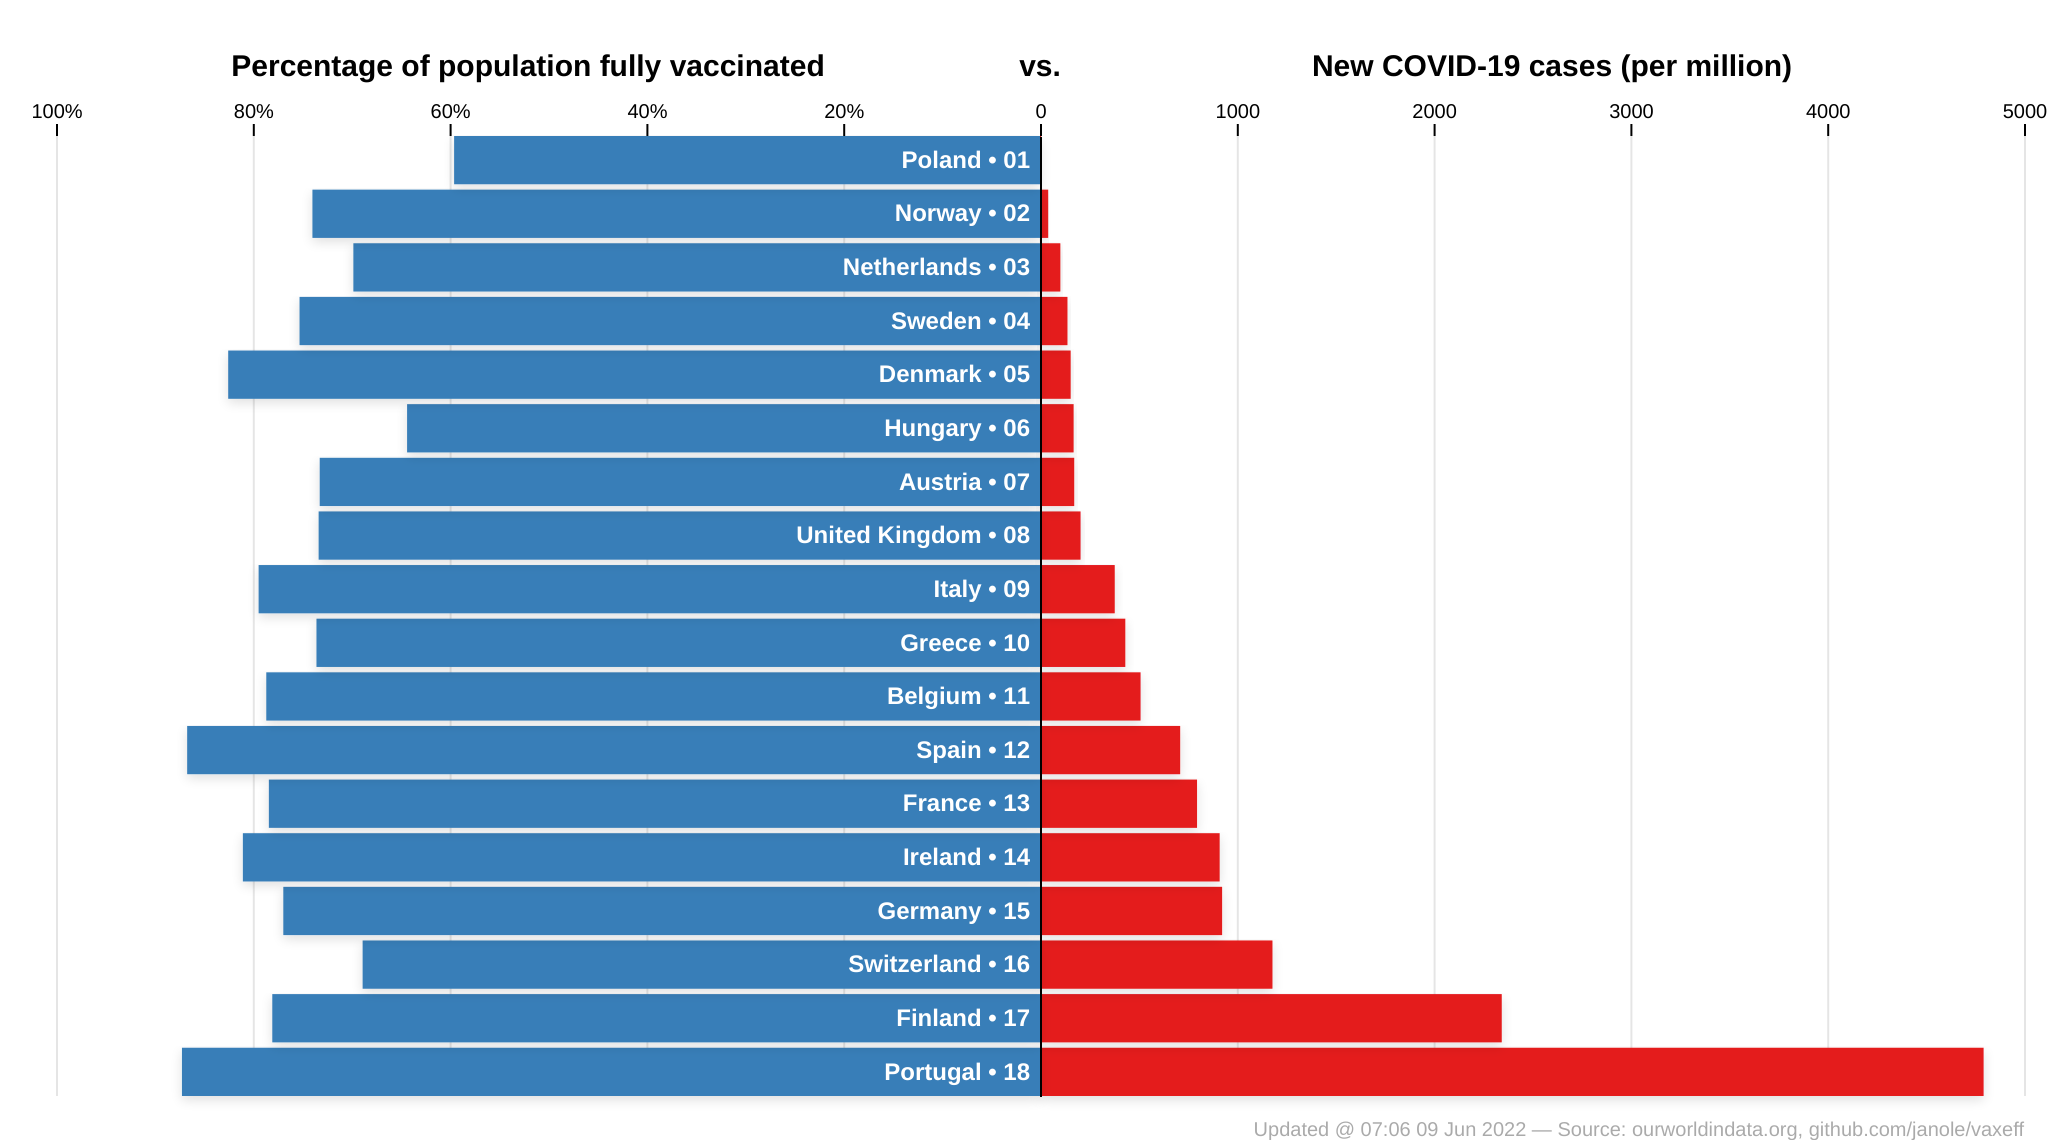 Percentage of population fully vaccinated vs. New COVID-19 cases (per million)
100% 80% 60% 40% 20% 0 1000 2000 3000 4000 5000
Poland • 01
Norway • 02
Netherlands • 03
Sweden • 04
Denmark • 05
Hungary • 06
Austria • 07
United Kingdom • 08
Italy • 09
Greece • 10
Belgium • 11
Spain • 12
France • 13
Ireland • 14
Germany • 15
Switzerland • 16
Finland • 17
Portugal • 18
Updated @ 07:06 09 Jun 2022 — Source: ourworldindata.org, github.com/janole/vaxeff